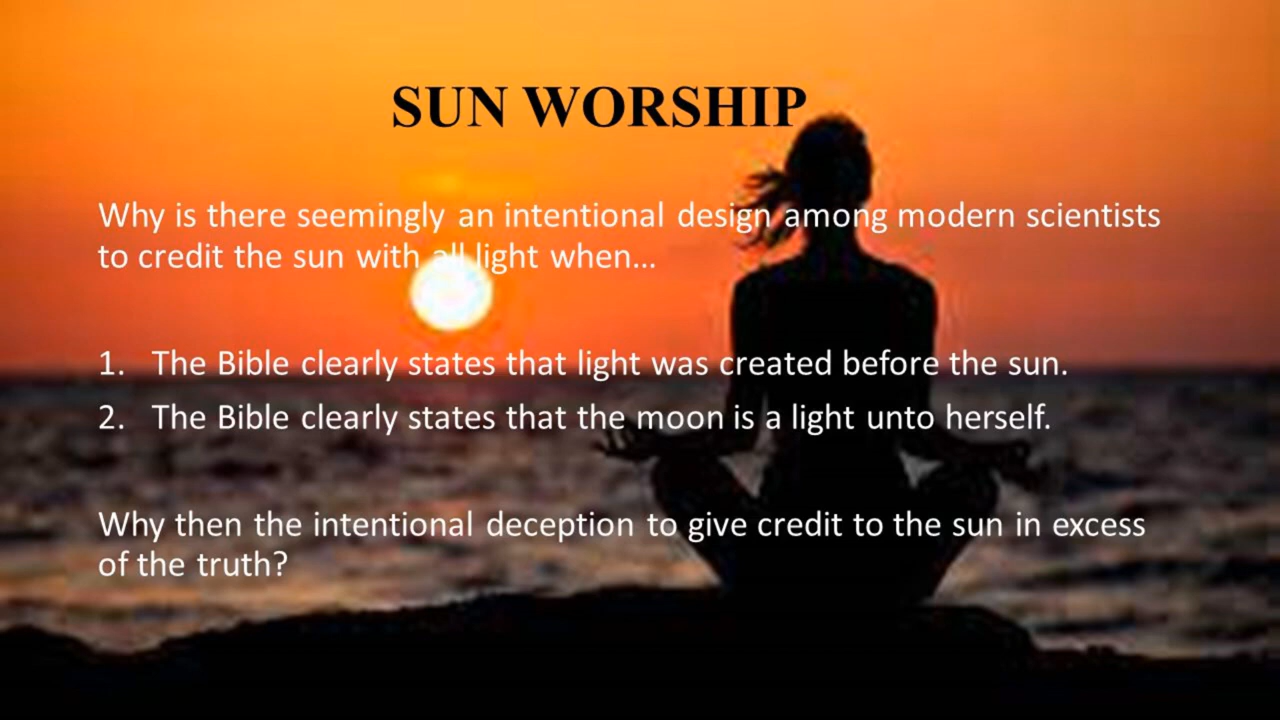 SUN WORSHIP
Why is there seemingly an intentional design among modern scientists
to credit the sun with all light when...
1. The Bible clearly states that light was created before the sun.
2. The Bible clearly states that the moon is a light unto herself.
Why then the intentional deception to give credit to the sun in excess
of the truth?